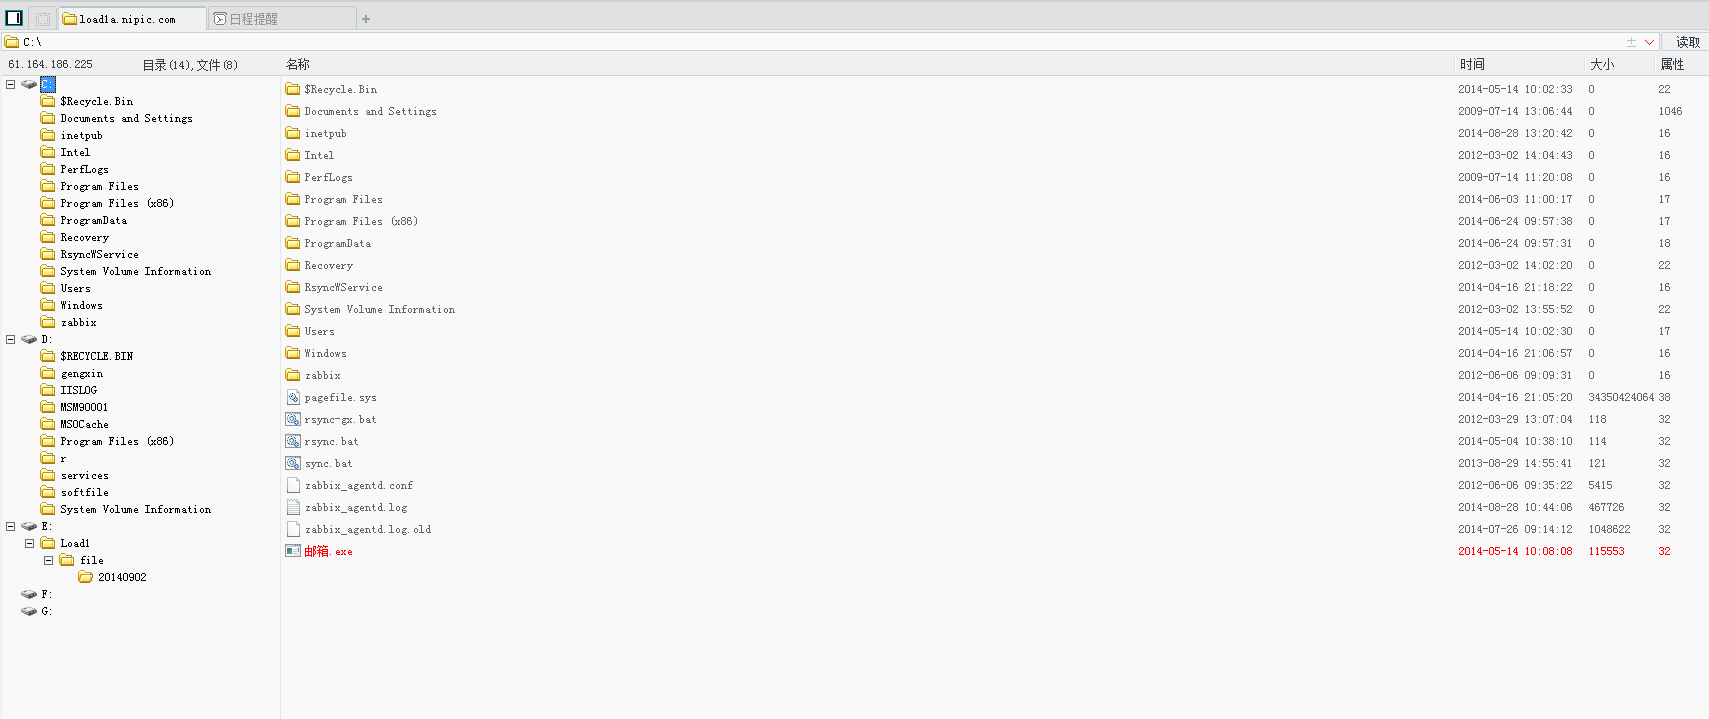 load1a.nipic.com 日程提醒 +
C:\ 读取
61.164.186.225 目录(14),文件(8) 名称 时间 大小 属性
C:
$Recycle.Bin
Documents and Settings
inetpub
Intel
PerfLogs
Program Files
Program Files (x86)
ProgramData
Recovery
RsyncWService
System Volume Information
Users
Windows
zabbix
D:
$RECYCLE.BIN
gengxin
IISLOG
MSM90001
MSOCache
Program Files (x86)
r
services
softfile
System Volume Information
E:
Load1
file
20140902
F:
G:
$Recycle.Bin 2014-05-14 10:02:33 0 22
Documents and Settings 2009-07-14 13:06:44 0 1046
inetpub 2014-08-28 13:20:42 0 16
Intel 2012-03-02 14:04:43 0 16
PerfLogs 2009-07-14 11:20:08 0 16
Program Files 2014-06-03 11:00:17 0 17
Program Files (x86) 2014-06-24 09:57:38 0 17
ProgramData 2014-06-24 09:57:31 0 18
Recovery 2012-03-02 14:02:20 0 22
RsyncWService 2014-04-16 21:18:22 0 16
System Volume Information 2012-03-02 13:55:52 0 22
Users 2014-05-14 10:02:30 0 17
Windows 2014-04-16 21:06:57 0 16
zabbix 2012-06-06 09:09:31 0 16
pagefile.sys 2014-04-16 21:05:20 34350424064 38
rsync-gx.bat 2012-03-29 13:07:04 118 32
rsync.bat 2014-05-04 10:38:10 114 32
sync.bat 2013-08-29 14:55:41 121 32
zabbix_agentd.conf 2012-06-06 09:35:22 5415 32
zabbix_agentd.log 2014-08-28 10:44:06 467726 32
zabbix_agentd.log.old 2014-07-26 09:14:12 1048622 32
邮箱.exe 2014-05-14 10:08:08 115553 32